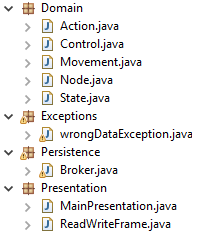 Domain
Action.java
Control.java
Movement.java
Node.java
State.java
Exceptions
wrongDataException.java
Persistence
Broker.java
Presentation
MainPresentation.java
ReadWriteFrame.java